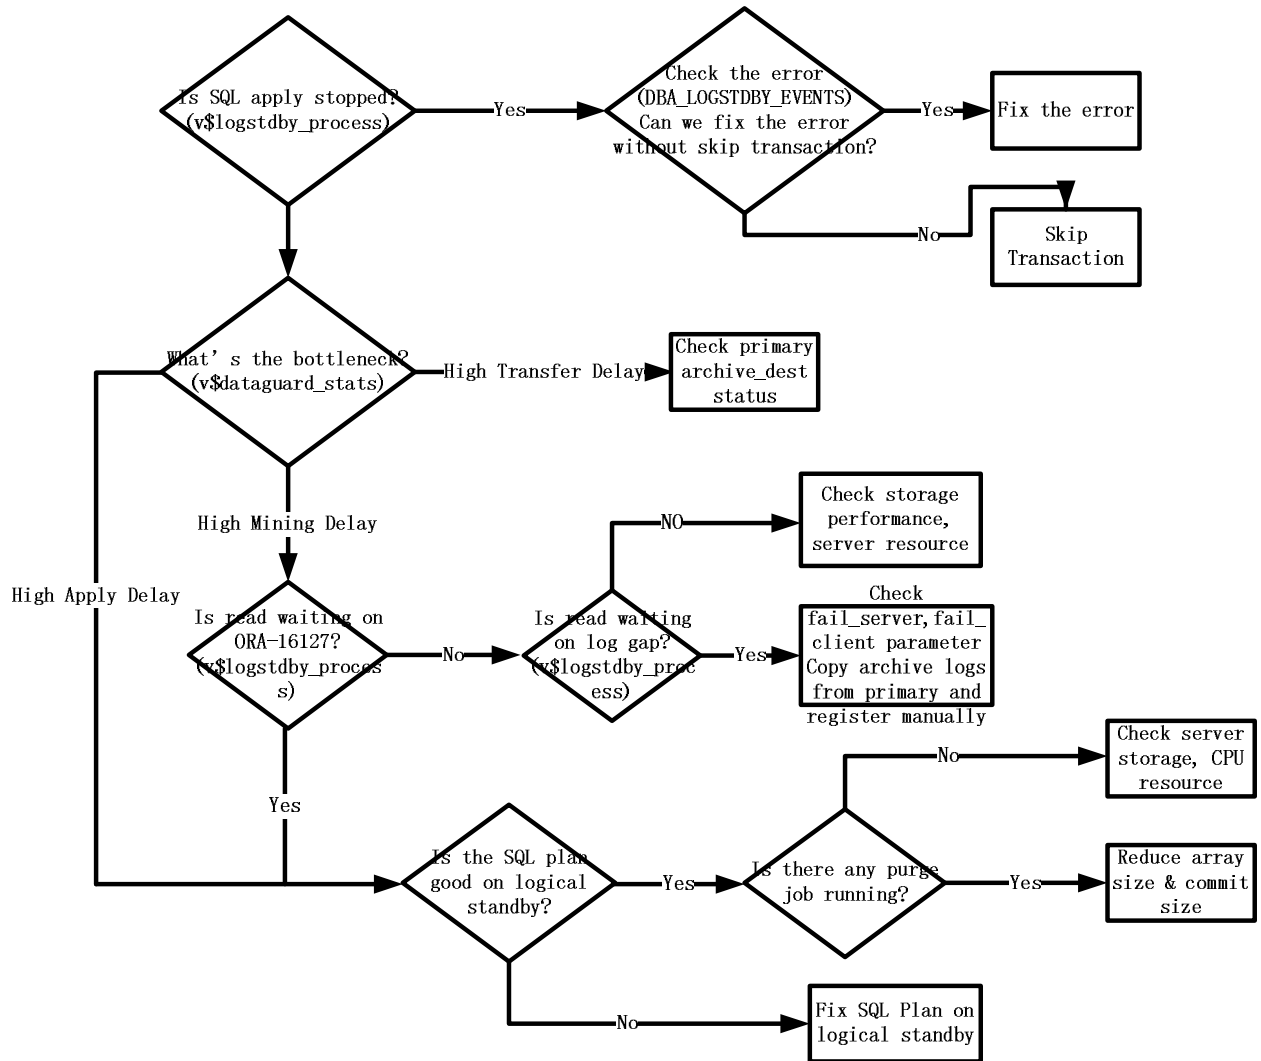 Is SQL apply stopped?
(v$logstdby_process)
Yes
Check the error
(DBA_LOGSTDBY_EVENTS)
Can we fix the error
without skip transaction?
Yes
Fix the error
No
Skip
Transaction
What's the bottleneck?
(v$dataguard_stats)
High Transfer Delay
Check primary
archive_dest
status
High Mining Delay
High Apply Delay
Is read waiting on
ORA-16127?
(v$logstdby_proces
s)
No
Is read waiting
on log gap?
(v$logstdby_proc
ess)
NO
Check storage
performance,
server resource
Yes
Check
fail_server,fail_
client parameter
Copy archive logs
from primary and
register manually
Yes
Is the SQL plan
good on logical
standby?
Yes
Is there any purge
job running?
No
Check server
storage, CPU
resource
Yes
Reduce array
size & commit
size
No
Fix SQL Plan on
logical standby